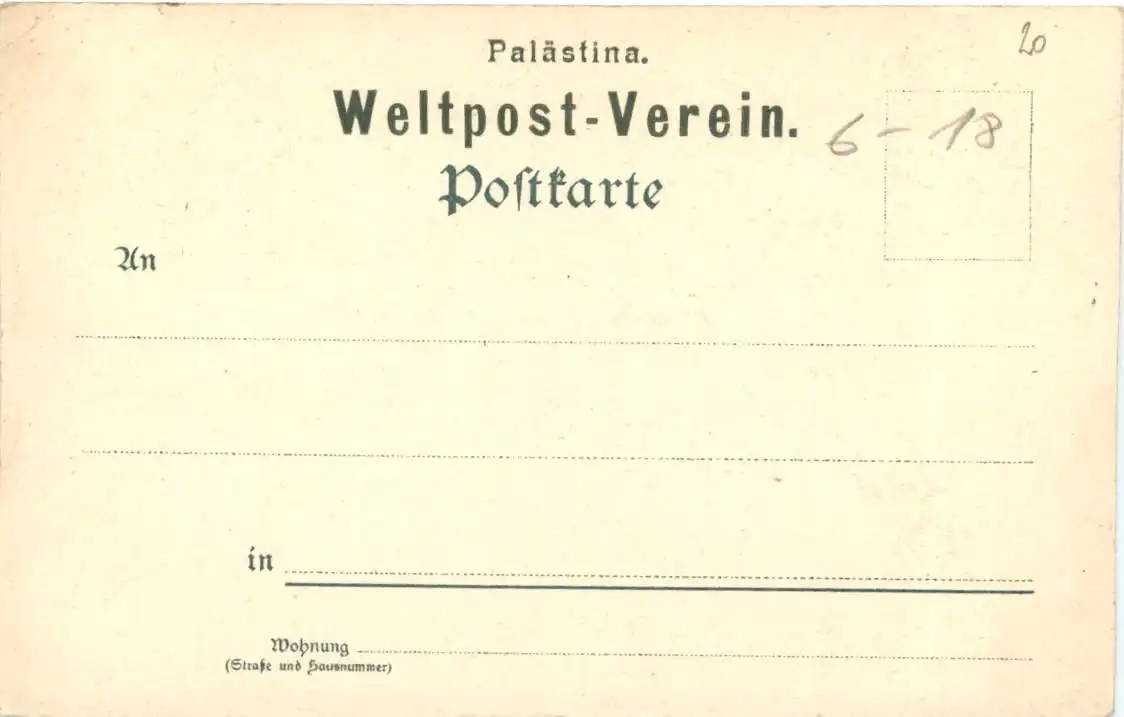 20
Palästina.
Weltpost-Verein.
6 - 18
Postkarte
An
in
Wohnung
(Straße und Hausnummer)